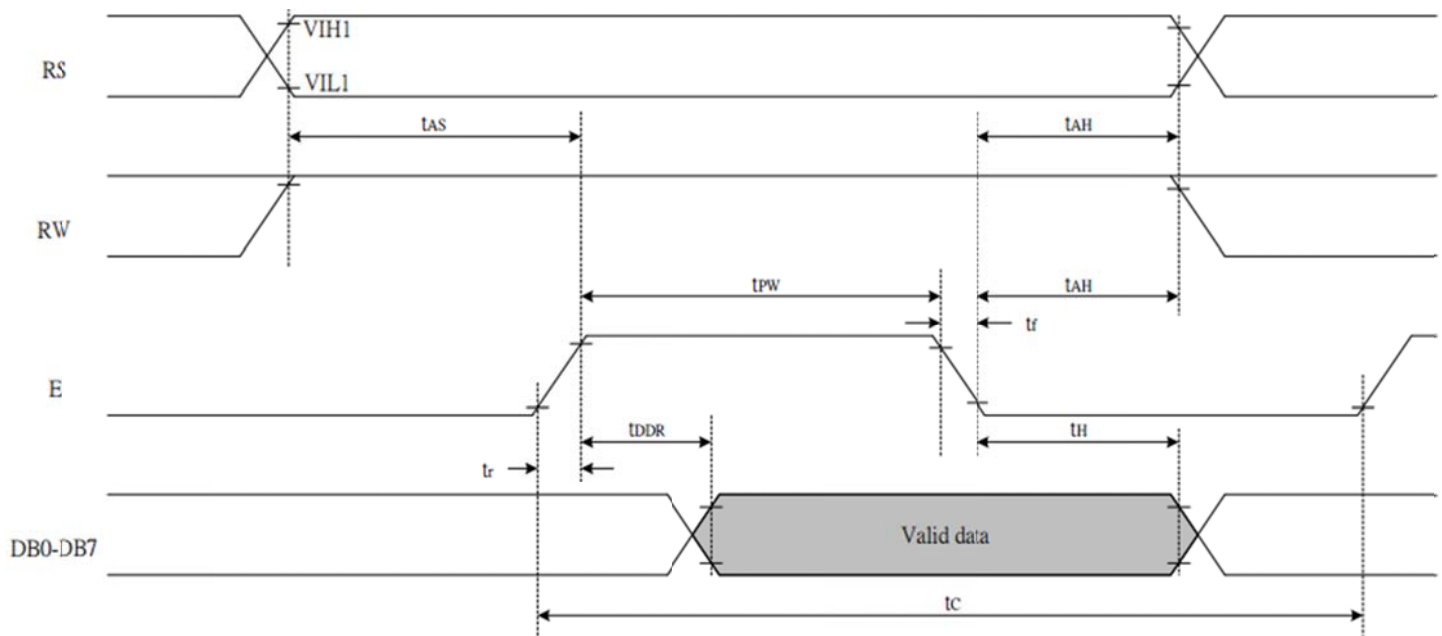 VIH1
RS
VIL1
tAS
tAH
RW
tPW
tAH
tf
E
tDDR
tH
tr
DB0-DB7
Valid data
tC